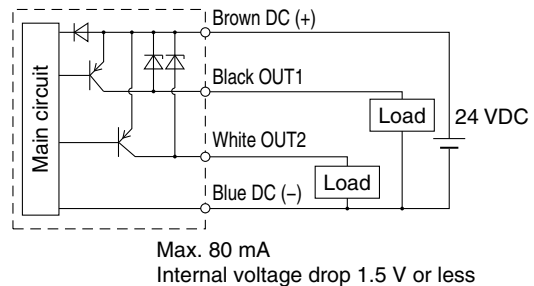 Brown DC (+)
Black OUT1
Main circuit
Load
24 VDC
White OUT2
Load
Blue DC (−)
Max. 80 mA
Internal voltage drop 1.5 V or less